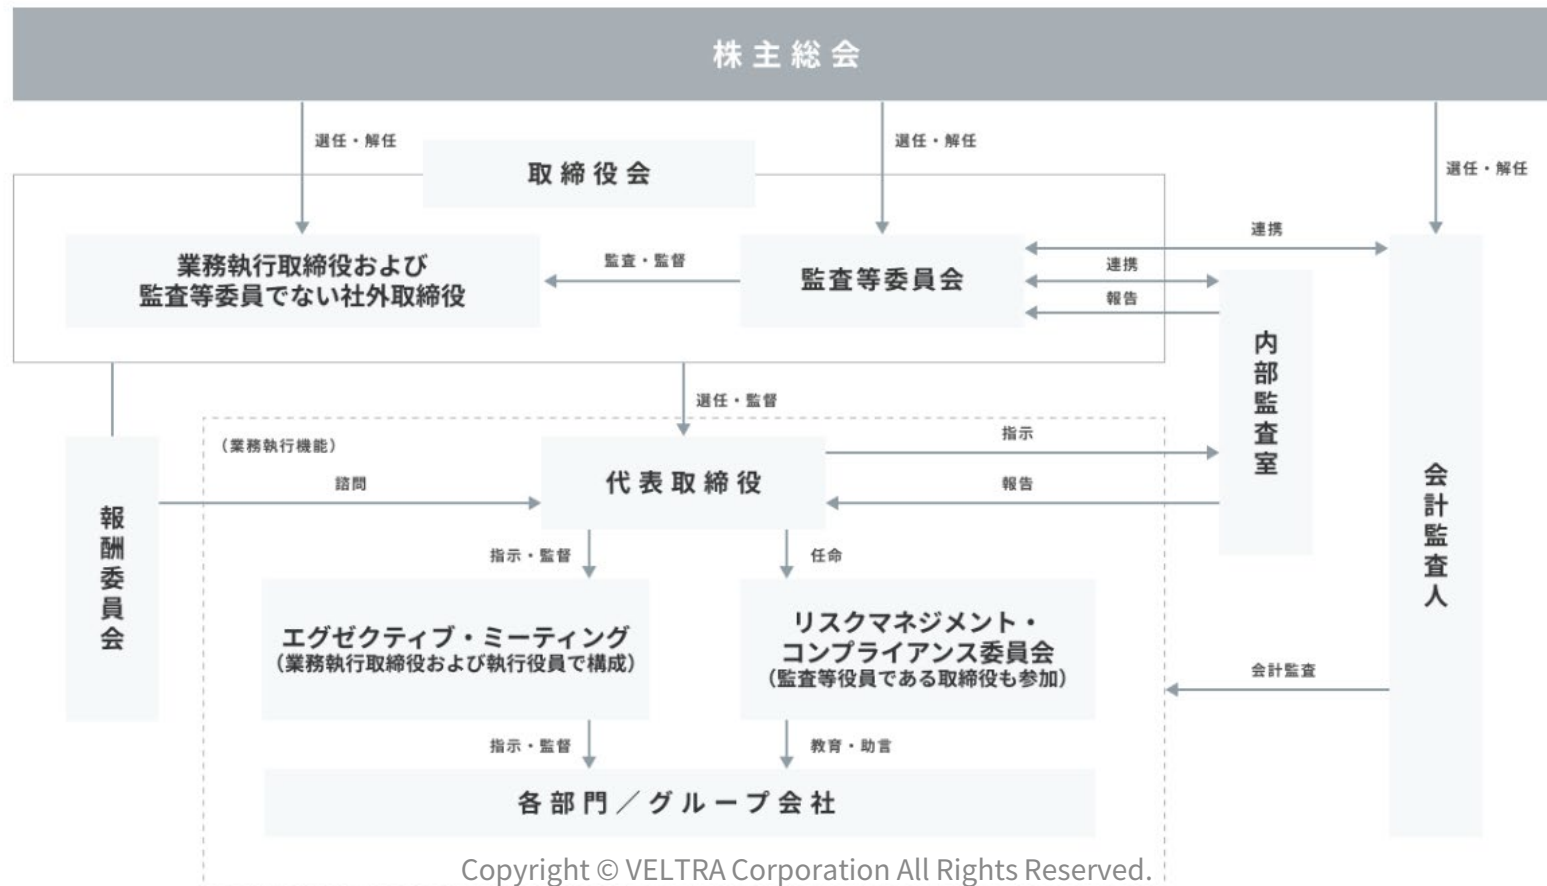 株主総会
選任・解任
選任・解任
選任・解任
取締役会
業務執行取締役および
監査等委員でない社外取締役
監査・監督
監査等委員会
連携
連携
報告
内部監査室
会計監査人
選任・監督
（業務執行機能）
代表取締役
指示
報告
諮問
報酬委員会
指示・監督
任命
エグゼクティブ・ミーティング
（業務執行取締役および執行役員で構成）
リスクマネジメント・
コンプライアンス委員会
（監査等役員である取締役も参加）
会計監査
指示・監督
教育・助言
各部門／グループ会社
Copyright © VELTRA Corporation All Rights Reserved.